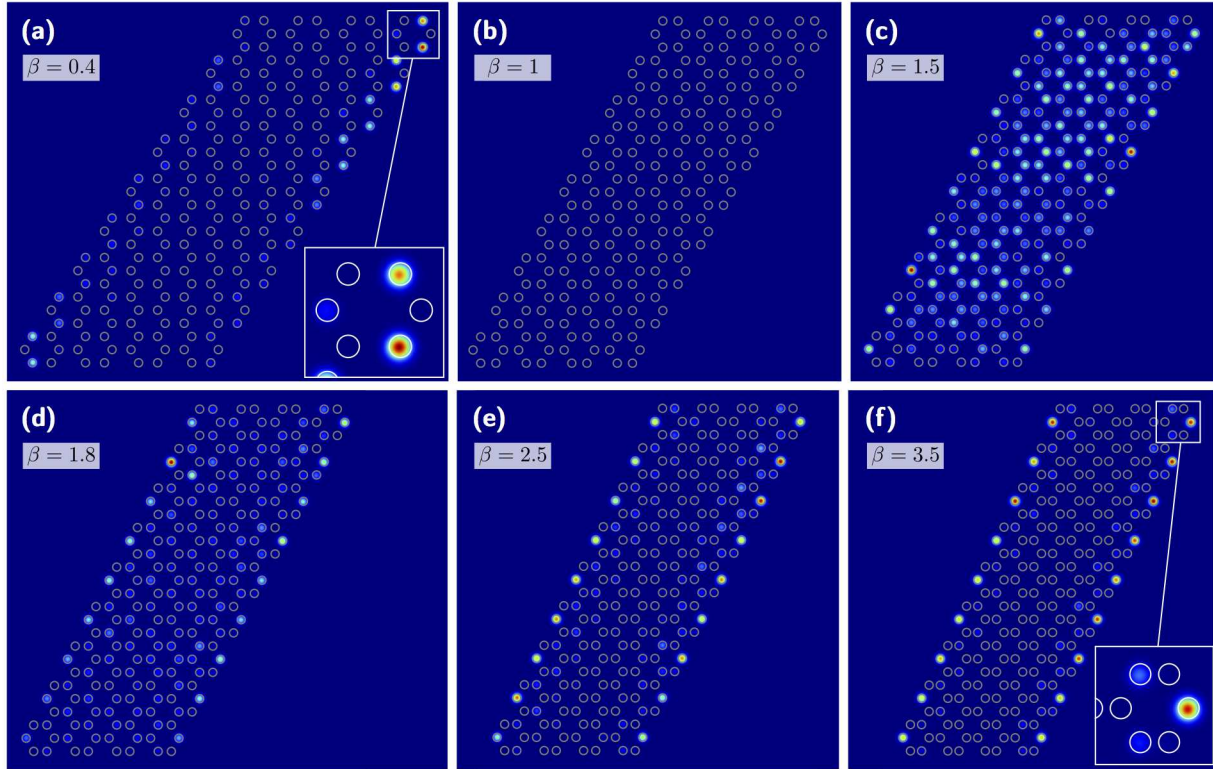 (a)
β = 0.4
(b)
β = 1
(c)
β = 1.5
(d)
β = 1.8
(e)
β = 2.5
(f)
β = 3.5